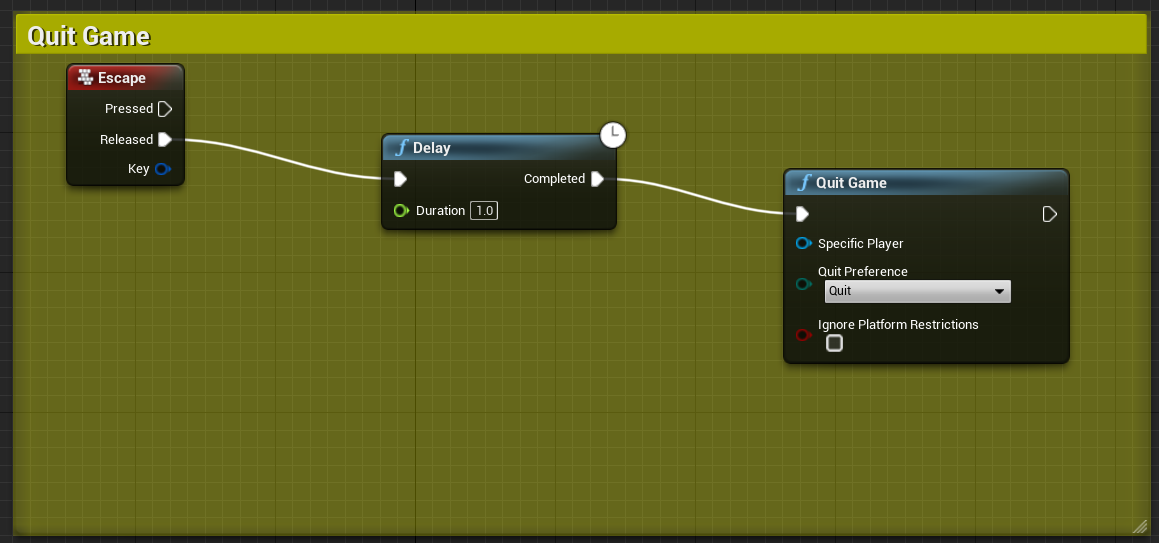 Quit Game
Escape
Pressed
Released
Key
Delay
Completed
Duration 1.0
Quit Game
Specific Player
Quit Preference
Quit
Ignore Platform Restrictions